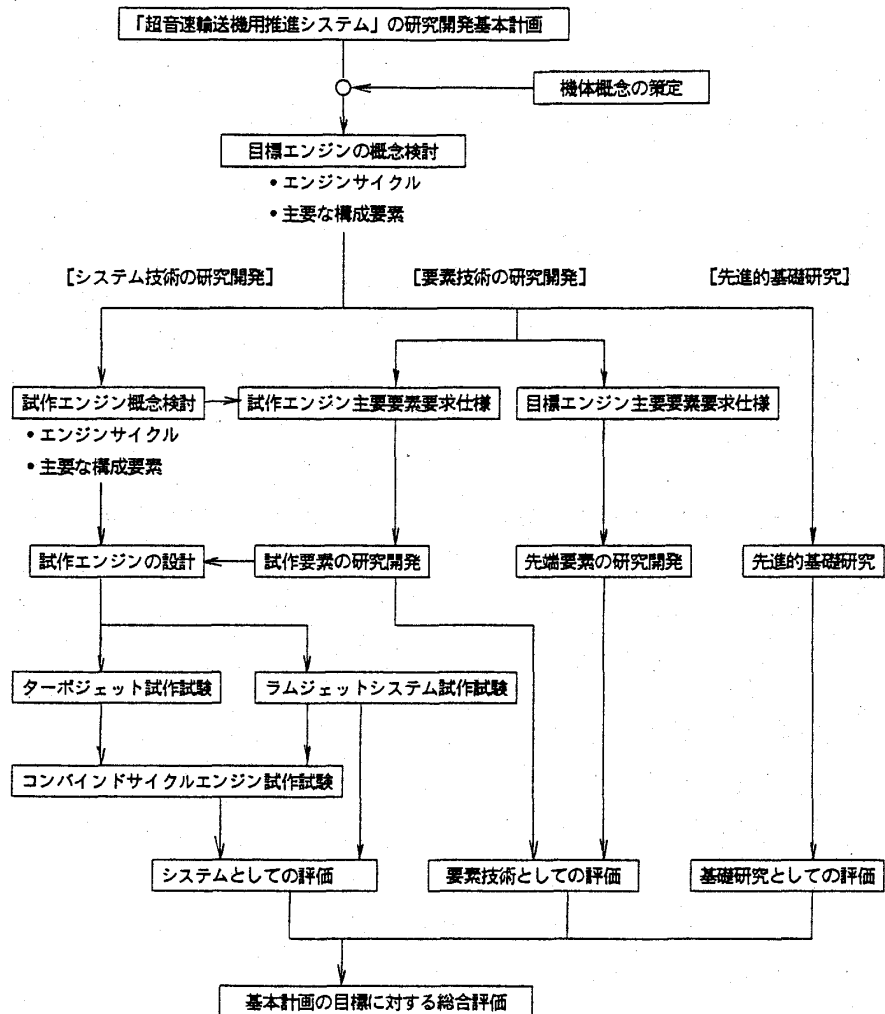 「超音速輸送機用推進システム」の研究開発基本計画
機体概念の策定
目標エンジンの概念検討
• エンジンサイクル
• 主要な構成要素
[システム技術の研究開発]
[要素技術の研究開発]
[先進的基礎研究]
試作エンジン概念検討
試作エンジン主要要素要求仕様
目標エンジン主要要素要求仕様
• エンジンサイクル
• 主要な構成要素
試作エンジンの設計
試作要素の研究開発
先端要素の研究開発
先進的基礎研究
ターボジェット試作試験
ラムジェットシステム試作試験
コンバインドサイクルエンジン試作試験
システムとしての評価
要素技術としての評価
基礎研究としての評価
基本計画の目標に対する総合評価